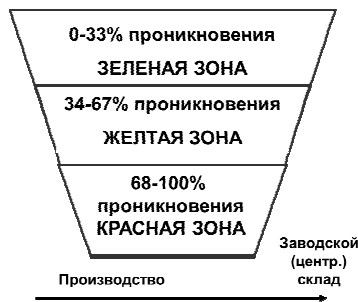 0-33% проникновения
ЗЕЛЕНАЯ ЗОНА
34-67% проникновения
ЖЕЛТАЯ ЗОНА
68-100%
проникновения
КРАСНАЯ ЗОНА
Заводской
(центр.)
склад
Производство